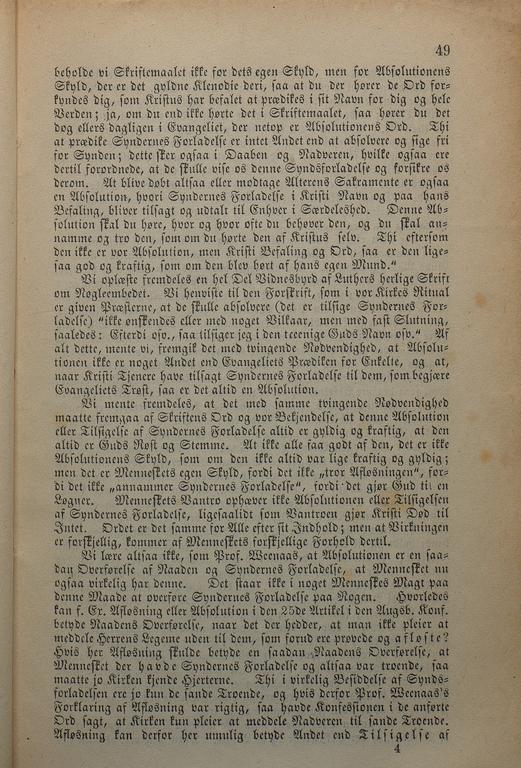 49
beholde vi Skriftemaalet ikke for dets egen Skyld, men for Absolutionens
Skyld, der er det gyldne Klenodie deri, saa at du der hører de Ord for-
kyndes dig, som Kristus har befalet at prædikes i sit Navn for dig og hele
Verden; ja, om du end ikke hørte det i Skriftemaalet, saa hører du det
dog ellers dagligen i Evangeliet, der netop er Absolutionens Ord. Thi
at prædike Syndernes Forladelse er intet Andet end at absolvere og sige fri
for Synden; dette sker ogsaa i Daaben og Nadveren, hvilke ogsaa ere
dertil forordnede, at de skulle vise os denne Syndsforladelse og forsikre os
derom. At blive døbt altsaa eller modtage Alterens Sakramente er ogsaa
en Absolution, hvori Syndernes Forladelse i Kristi Navn og paa hans
Befaling, bliver tilsagt og udtalt til Enhver i Særdeleshed. Denne Ab-
solution skal du høre, hvor og hvor ofte du behøver den, og du skal an-
namme og tro den, som om du hørte den af Kristus selv. Thi eftersom
den ikke er vor Absolution, men Kristi Befaling og Ord, saa er den lige-
saa god og kraftig, som om den blev hørt af hans egen Mund."
Vi oplæste fremdeles en hel Del Vidnesbyrd af Luthers herlige Skrift
om Nøgleembedet. Vi henviste til den Forskrift, som i vor Kirkes Ritual
er given Præsterne, at de skulle absolvere (det er tilsige Syndernes For-
ladelse) "ikke ønskendes eller med noget Vilkaar, men med fast Slutning,
saaledes: Efterdi osv., saa tilsiger jeg i den treenige Guds Navn osv." Af
alt dette, mente vi, fremgik det med tvingende Nødvendighed, at Absolu-
tionen ikke er noget Andet end Evangeliets Prædiken for Enkelte, og at,
naar Kristi Tjenere have tilsagt Syndernes Forladelse til dem, som begjære
Evangeliets Trøst, saa er det altid en Absolution.
Vi mente fremdeles, at det med samme tvingende Nødvendighed
maatte fremgaa af Skriftens Ord og vor Bekjendelse, at denne Absolution
eller Tilsigelse af Syndernes Forladelse altid er gyldig og kraftig, at den
altid er Guds Røst og Stemme. At ikke alle faa godt af den, det er ikke
Absolutionens Skyld, som om den ikke altid var lige kraftig og gyldig;
men det er Menneskets egen Skyld, fordi det ikke „tror Afløsningen", for-
di det ikke „annammer Syndernes Forladelse", fordi det gjør Gud til en
Løgner. Menneskets Vantro ophæver ikke Absolutionen eller Tilsigelsen
af Syndernes Forladelse, ligesaalidt som Vantroen gjør Kristi Død til
Intet. Ordet er det samme for Alle efter sit Indhold; men at Virkningen
er forskjellig, kommer af Menneskets forskjellige Forhold dertil.
Vi lære altsaa ikke, som Prof. Weenaas, at Absolutionen er en saa-
dan Overførelse af Naaden og Syndernes Forladelse, at Mennesket nu
ogsaa virkelig har denne. Det staar ikke i noget Menneskes Magt paa
denne Maade at overføre Syndernes Forladelse paa Nogen. Hvorledes
kan f. Ex. Afløsning eller Absolution i den 25de Artikel i den Augsb. Konf.
betyde Naadens Overførelse, naar det der hedder, at man ikke pleier at
meddele Herrens Legeme uden til dem, som forud ere prøvede og afløste?
Hvis her Afløsning skulde betyde en saadan Naadens Overførelse, at
Mennesket der havde Syndernes Forladelse og altsaa var troende, saa
maatte jo Kirken kjende Hjerterne. Thi i virkelig Besiddelse af Synds-
forladelsen ere jo kun de sande Troende, og hvis derfor Prof. Weenaas's
Forklaring af Afløsning var rigtig, saa havde Konfessionen i de anførte
Ord sagt, at Kirken kun pleier at meddele Nadveren til sande Troende.
Afløsning kan derfor her umulig betyde Andet end Tilsigelse af
4